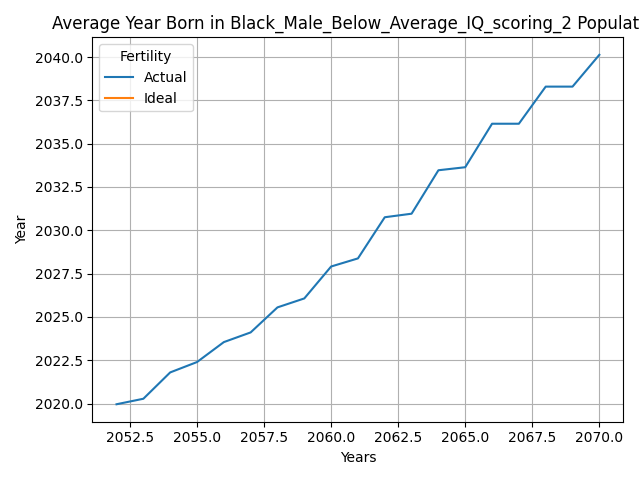 Average Year Born in Black_Male_Below_Average_IQ_scoring_2 Populat
Fertility
Actual
Ideal
2040.0
2037.5
2035.0
2032.5
2030.0
2027.5
2025.0
2022.5
2020.0
Year
2052.5 2055.0 2057.5 2060.0 2062.5 2065.0 2067.5 2070.0
Years